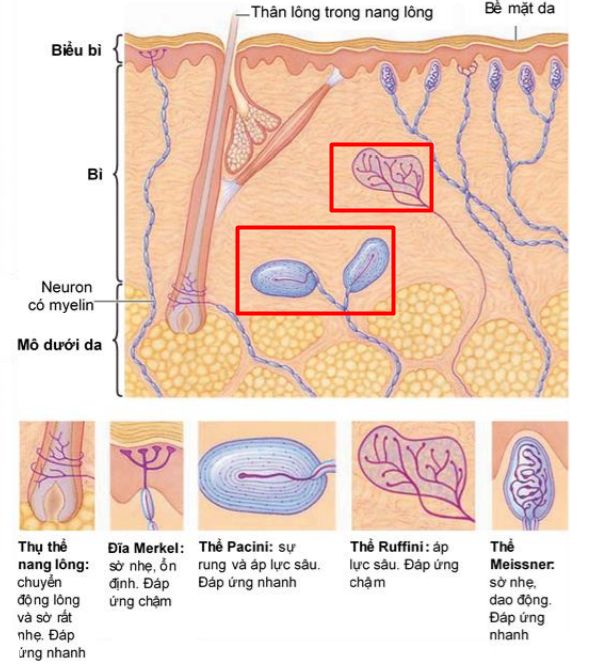 Thân lông trong nang lông
Bề mặt da
Biểu bì
Bì
Neuron
có myelin
Mô dưới da
Thụ thể
nang lông:
chuyển
động lông
và sờ rất
nhẹ. Đáp
ứng nhanh
Đĩa Merkel:
sờ nhẹ, ổn
định. Đáp
ứng chậm
Thể Pacini: sự
rung và áp lực sâu.
Đáp ứng nhanh
Thể Ruffini: áp
lực sâu. Đáp ứng
chậm
Thể
Meissner:
sờ nhẹ,
dao động.
Đáp ứng
nhanh